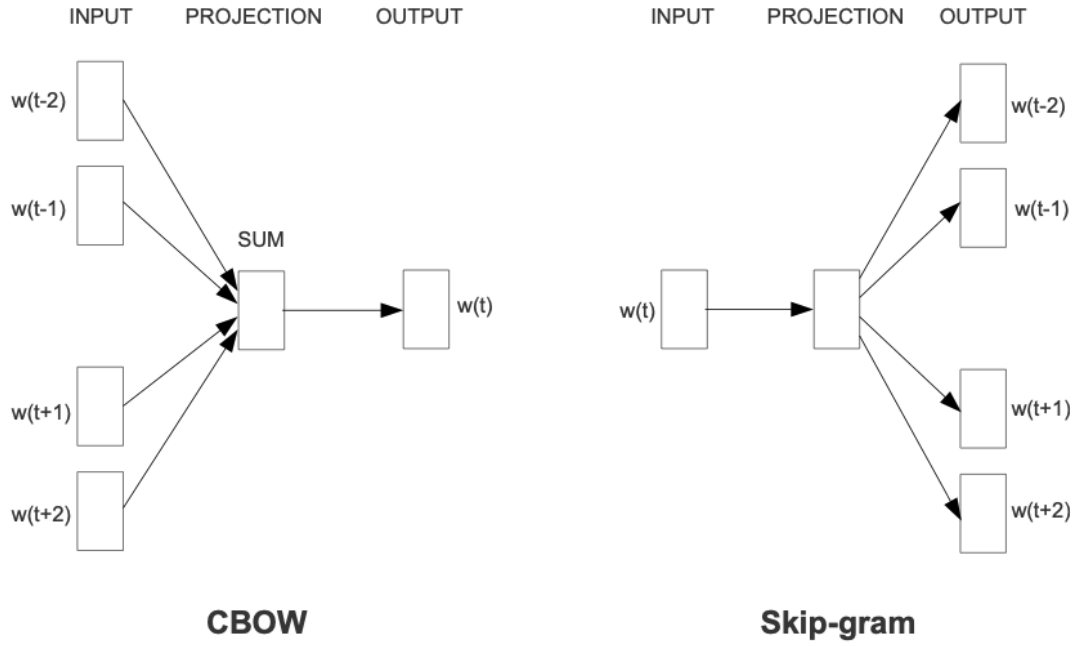 INPUT PROJECTION OUTPUT
w(t-2)
w(t-1)
SUM
w(t)
w(t+1)
w(t+2)
CBOW
INPUT PROJECTION OUTPUT
w(t-2)
w(t-1)
w(t)
w(t+1)
w(t+2)
Skip-gram